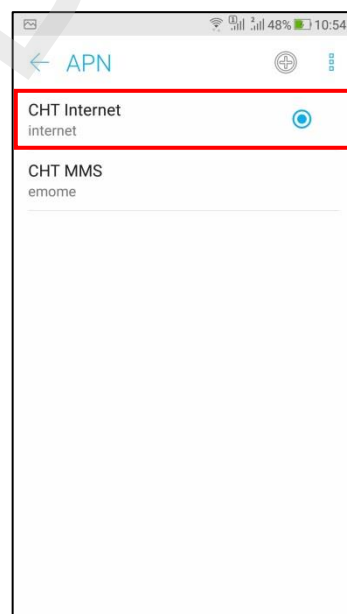 48% 10:54
APN
CHT Internet
internet
CHT MMS
emome